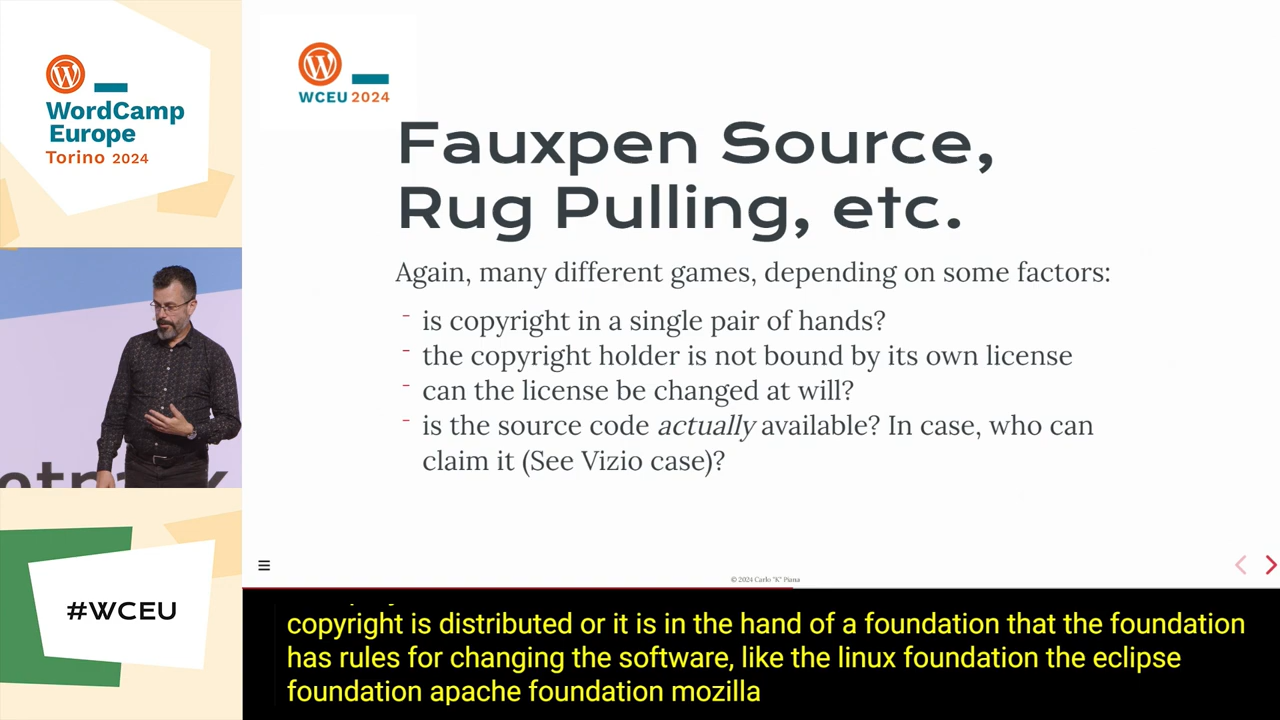 WordCamp
Europe
Torino 2024
WCEU 2024
Fauxpen Source,
Rug Pulling, etc.
Again, many different games, depending on some factors:
- is copyright in a single pair of hands?
- the copyright holder is not bound by its own license
- can the license be changed at will?
- is the source code actually available? In case, who can
claim it (See Vizio case)?
© 2024 Carlo "K" Piana
#WCEU
copyright is distributed or it is in the hand of a foundation that the foundation
has rules for changing the software, like the linux foundation the eclipse
foundation apache foundation mozilla